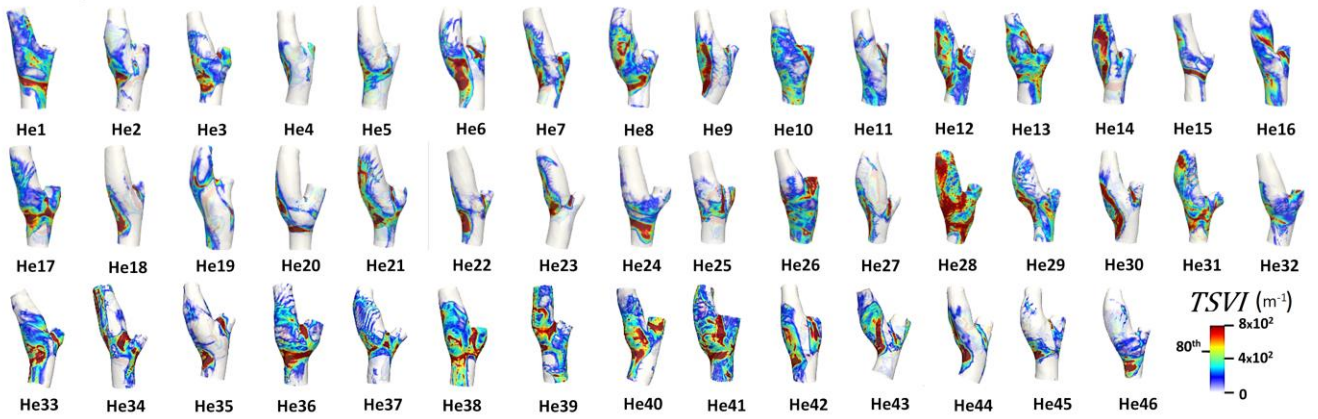 He1 He2 He3 He4 He5 He6 He7 He8 He9 He10 He11 He12 He13 He14 He15 He16
He17 He18 He19 He20 He21 He22 He23 He24 He25 He26 He27 He28 He29 He30 He31 He32
TSVI (m⁻¹)
8x10²
80ᵗʰ
4x10²
0
He33 He34 He35 He36 He37 He38 He39 He40 He41 He42 He43 He44 He45 He46